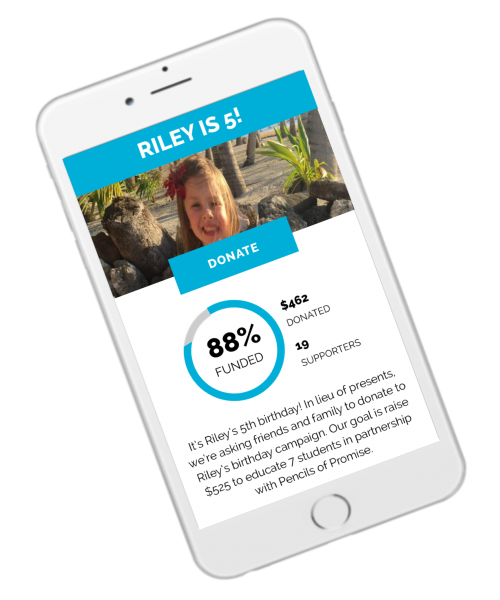 RILEY IS 5!
DONATE
88%
FUNDED
$462
DONATED
19
SUPPORTERS
It's Riley's 5th birthday! In lieu of presents,
we're asking friends and family to donate to
Riley's birthday campaign. Our goal is raise
$525 to educate 7 students in partnership
with Pencils of Promise.